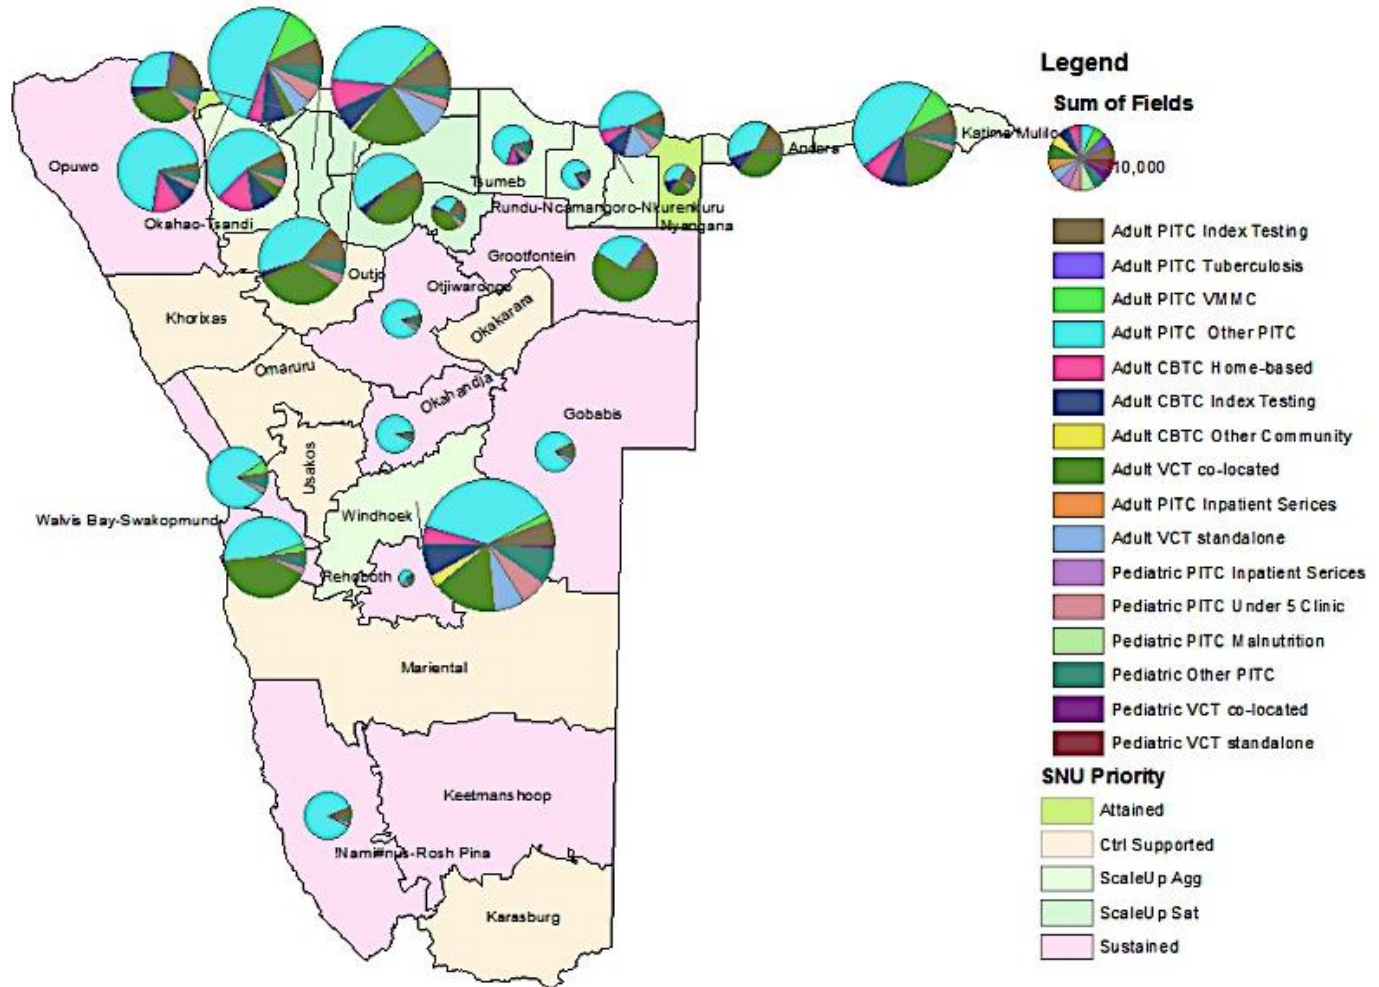 Legend
Sum of Fields
Katima Mulilo
10,000
Andara
Opuwo
Tsumeb
Rundu-Ncamangoro-Nkurenkuru
Nyangana
Okahao-Tsandi
Grootfontein
Outjo
Otjiwarongo
Okakarara
Khorixas
Omaruru
Okahandja
Gobabis
Usakos
Windhoek
Walvis Bay-Swakopmund
Rehoboth
Mariental
Keetmanshoop
!Nami#nus-Rosh Pina
Karasburg
Adult PITC Index Testing
Adult PITC Tuberculosis
Adult PITC VMMC
Adult PITC Other PITC
Adult CBTC Home-based
Adult CBTC Index Testing
Adult CBTC Other Community
Adult VCT co-located
Adult PITC Inpatient Serices
Adult VCT standalone
Pediatric PITC Inpatient Serices
Pediatric PITC Under 5 Clinic
Pediatric PITC Malnutrition
Pediatric Other PITC
Pediatric VCT co-located
Pediatric VCT standalone
SNU Priority
Attained
Ctrl Supported
ScaleUp Agg
ScaleUp Sat
Sustained